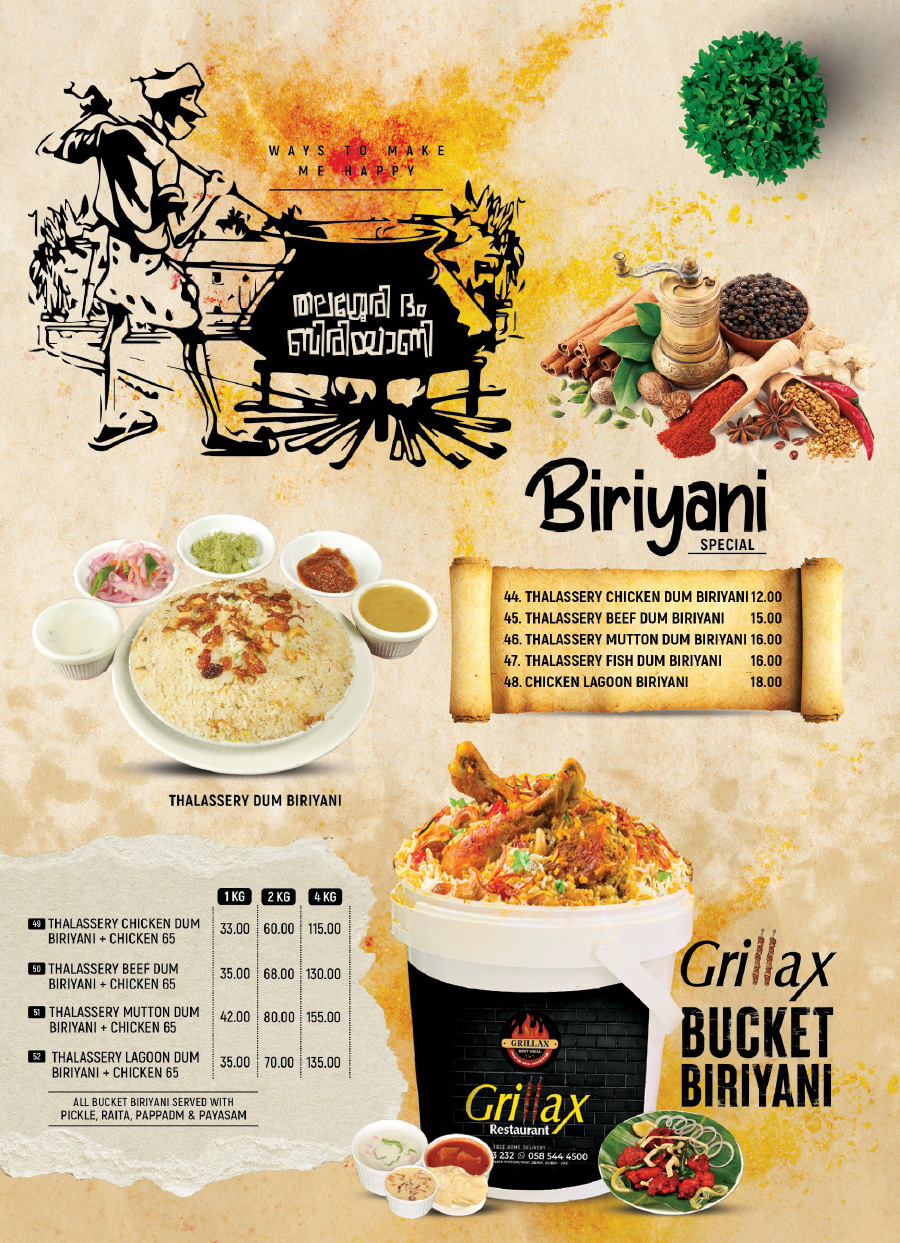 WAYS TO MAKE
ME HAPPY
തലശ്ശേരി ദം
ബിരിയാണി
Biriyani
SPECIAL
44. THALASSERY CHICKEN DUM BIRIYANI 12.00
45. THALASSERY BEEF DUM BIRIYANI 15.00
46. THALASSERY MUTTON DUM BIRIYANI 16.00
47. THALASSERY FISH DUM BIRIYANI 16.00
48. CHICKEN LAGOON BIRIYANI 18.00
THALASSERY DUM BIRIYANI
1 KG 2 KG 4 KG
49 THALASSERY CHICKEN DUM
BIRIYANI + CHICKEN 65 33.00 60.00 115.00
50 THALASSERY BEEF DUM
BIRIYANI + CHICKEN 65 35.00 68.00 130.00
51 THALASSERY MUTTON DUM
BIRIYANI + CHICKEN 65 42.00 80.00 155.00
52 THALASSERY LAGOON DUM
BIRIYANI + CHICKEN 65 35.00 70.00 135.00
ALL BUCKET BIRIYANI SERVED WITH
PICKLE, RAITA, PAPPADM & PAYASAM
Grillax
BUCKET
BIRIYANI
GRILLAX
Grillax
Restaurant
FREE HOME DELIVERY
3 232 058 544 4500